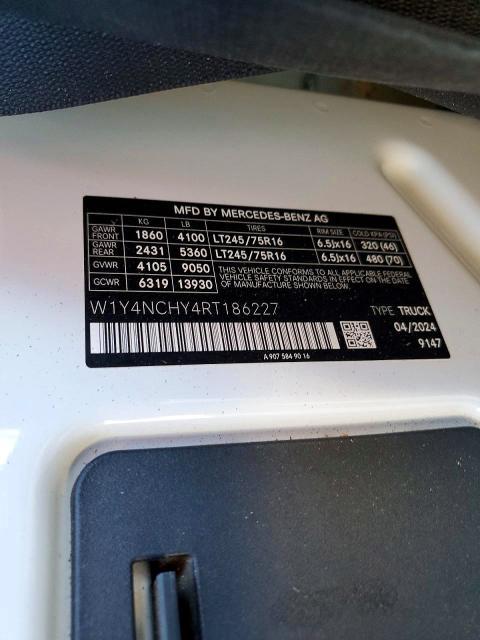 MFD BY MERCEDES-BENZ AG
KG LB TIRES RIM SIZE COLD KPA (PSI)
GAWR FRONT 1860 4100 LT245/75R16 6.5Jx16 320 (46)
GAWR REAR 2431 5360 LT245/75R16 6.5Jx16 480 (70)
GVWR 4105 9050 THIS VEHICLE CONFORMS TO ALL APPLICABLE FEDERAL
VEHICLE SAFETY STANDARDS IN EFFECT ON THE DATE
GCWR 6319 13930 OF MANUFACTURE SHOWN BELOW.
W1Y4NCHY4RT186227 TYPE TRUCK
04/2024
9147
A 907 584 90 16